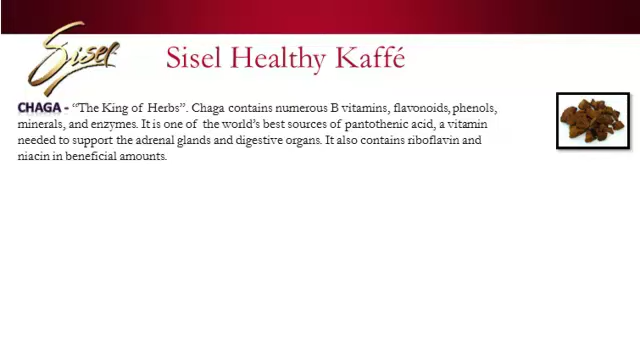 Sisel
Sisel Healthy Kaffé
CHAGA - “The King of Herbs”. Chaga contains numerous B vitamins, flavonoids, phenols,
minerals, and enzymes. It is one of the world’s best sources of pantothenic acid, a vitamin
needed to support the adrenal glands and digestive organs. It also contains riboflavin and
niacin in beneficial amounts.